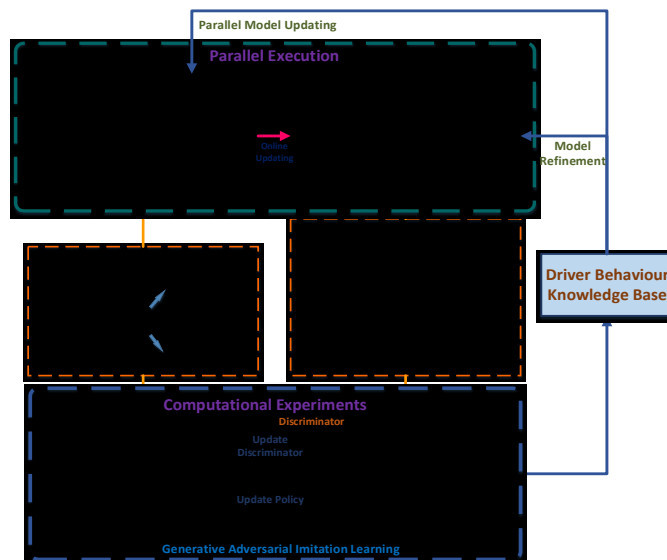 Parallel Model Updating
Parallel Execution
Online
Updating
Model
Refinement
Driver Behaviour
Knowledge Base
Computational Experiments
Discriminator
Update
Discriminator
Update Policy
Generative Adversarial Imitation Learning